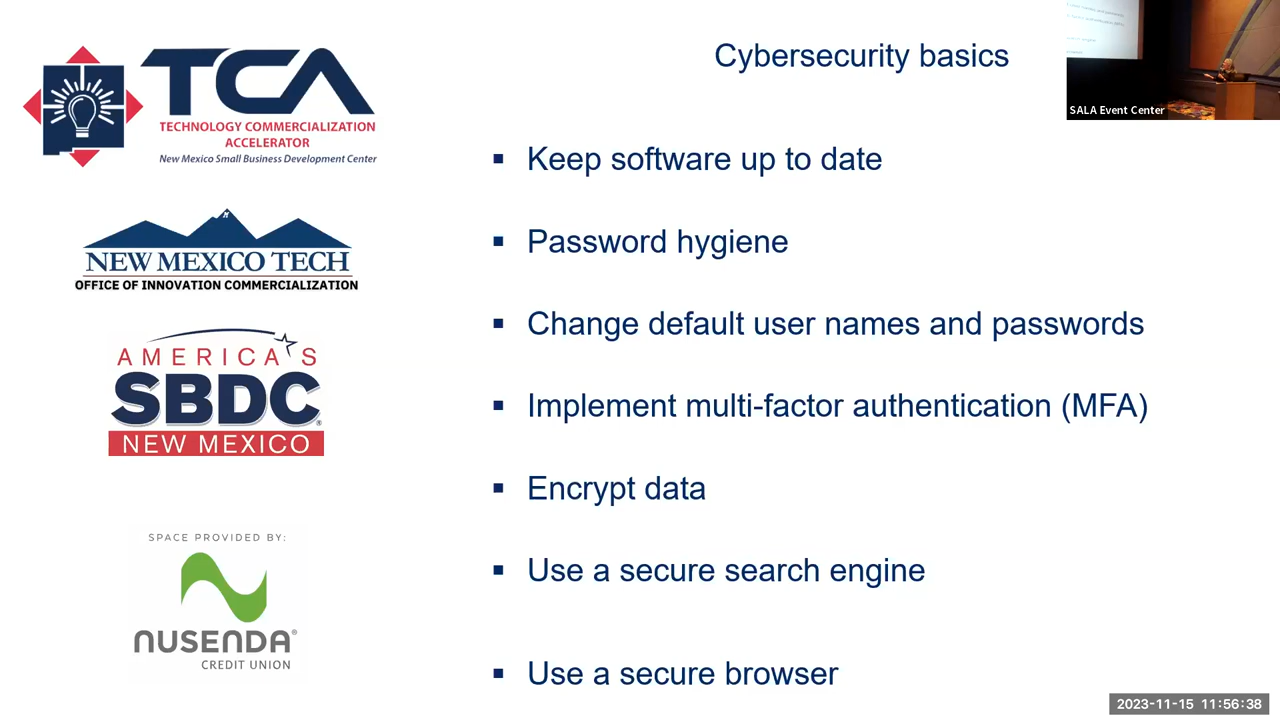 TCA
TECHNOLOGY COMMERCIALIZATION
ACCELERATOR
New Mexico Small Business Development Center
NEW MEXICO TECH
OFFICE OF INNOVATION COMMERCIALIZATION
AMERICA'S
SBDC®
NEW MEXICO
SPACE PROVIDED BY:
NUSENDA®
CREDIT UNION
Cybersecurity basics
▪ Keep software up to date
▪ Password hygiene
▪ Change default user names and passwords
▪ Implement multi-factor authentication (MFA)
▪ Encrypt data
▪ Use a secure search engine
▪ Use a secure browser
SALA Event Center
2023-11-15 11:56:38